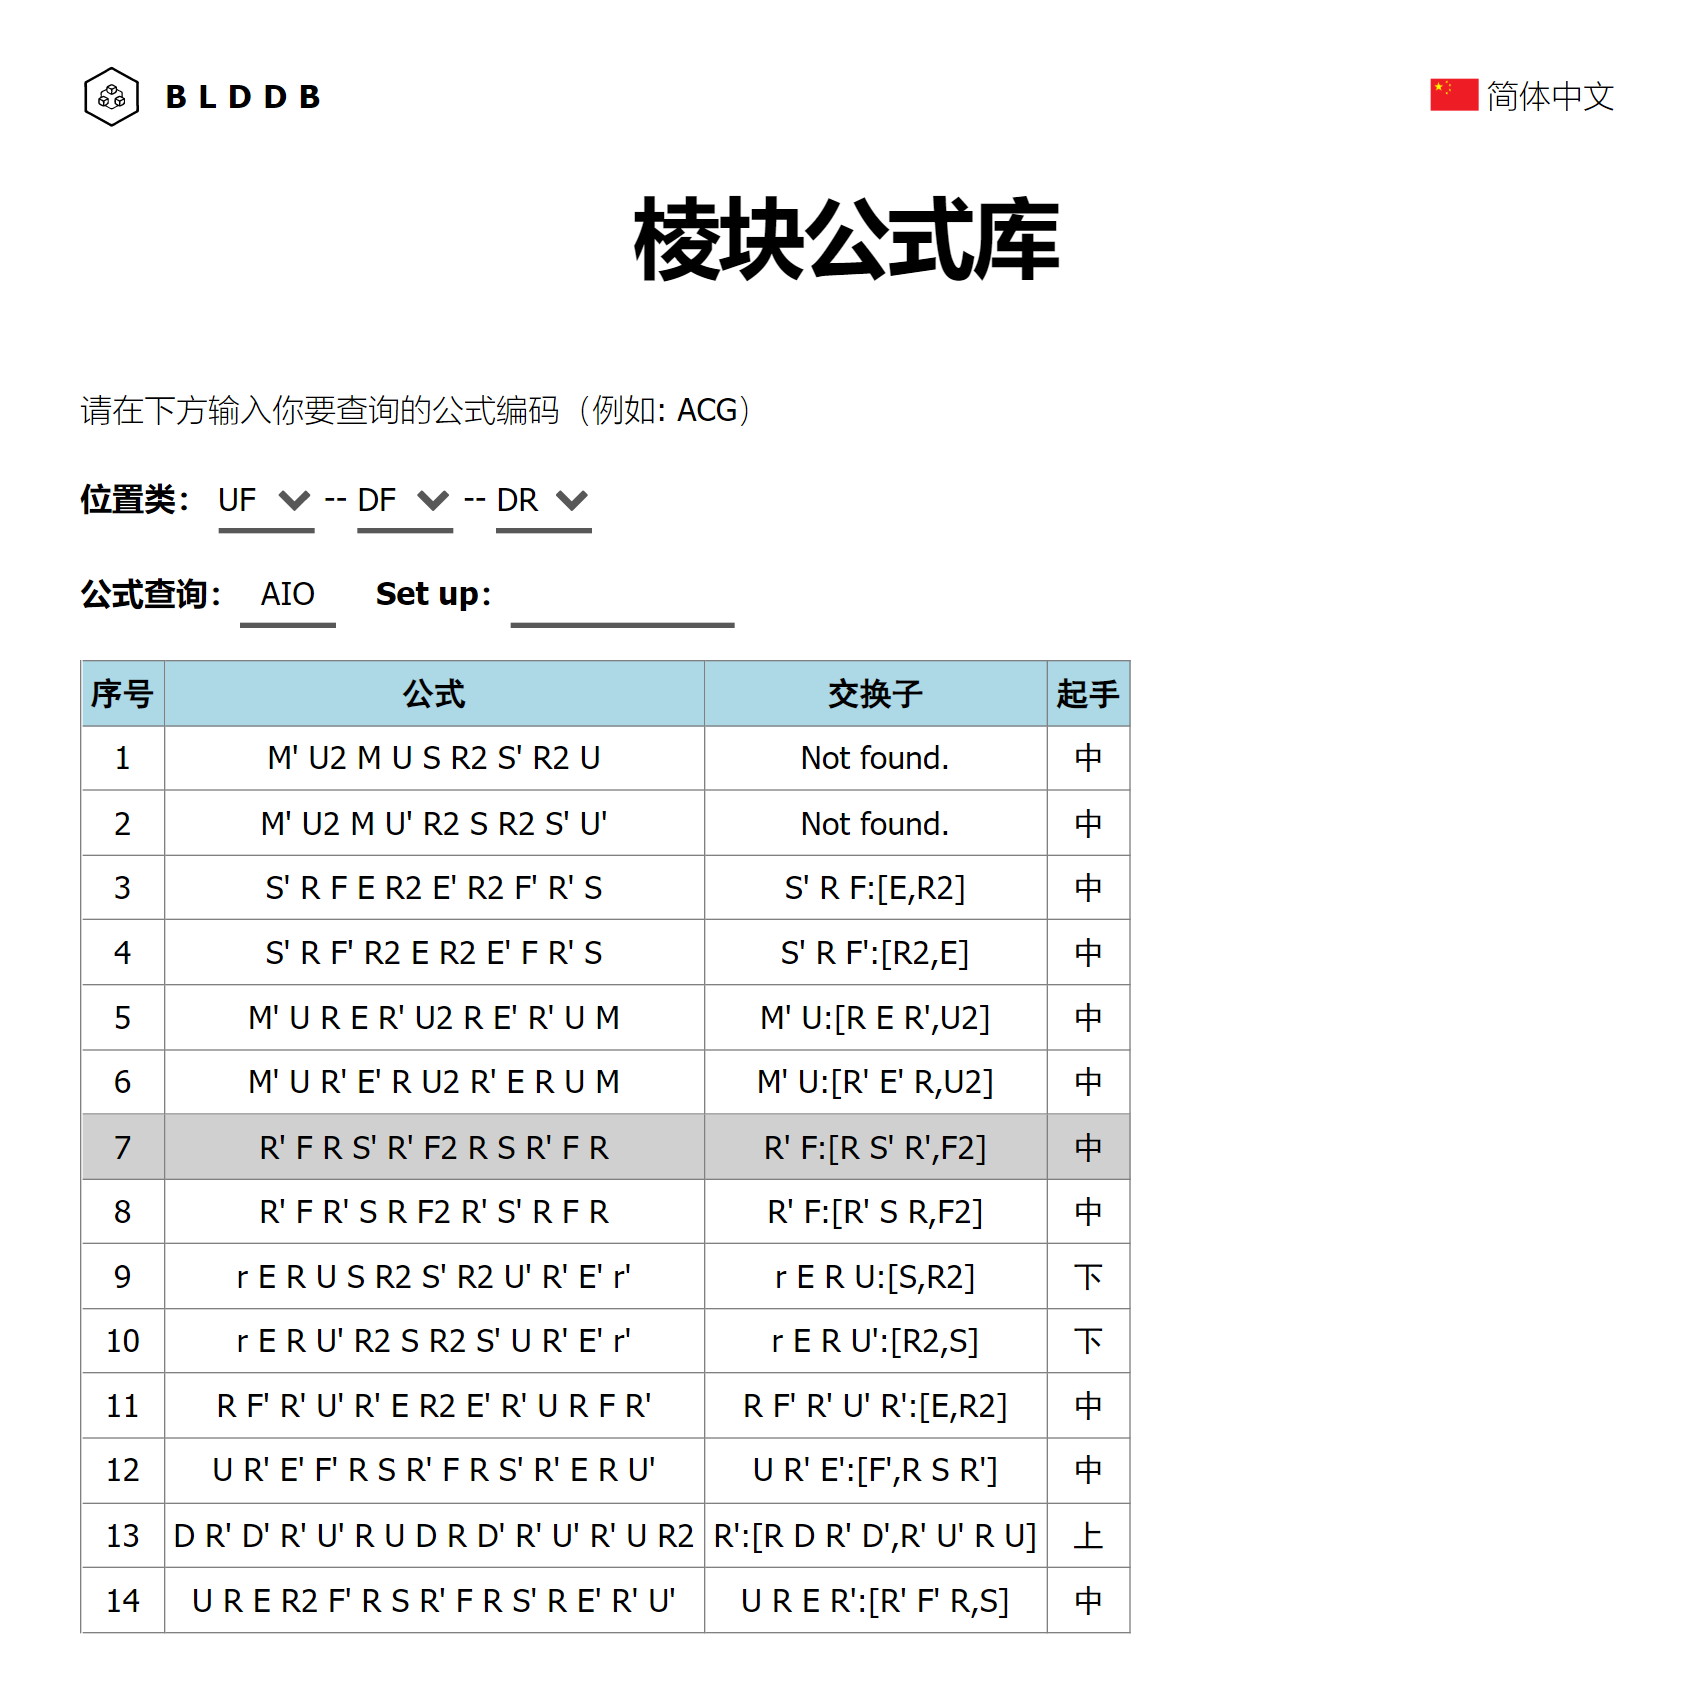 BLDDB
简体中文
棱块公式库
请在下方输入你要查询的公式编码（例如: ACG）
位置类： UF -- DF -- DR
公式查询： AIO Set up：
序号 公式 交换子 起手
1 M' U2 M U S R2 S' R2 U Not found. 中
2 M' U2 M U' R2 S R2 S' U' Not found. 中
3 S' R F E R2 E' R2 F' R' S S' R F:[E,R2] 中
4 S' R F' R2 E R2 E' F R' S S' R F':[R2,E] 中
5 M' U R E R' U2 R E' R' U M M' U:[R E R',U2] 中
6 M' U R' E' R U2 R' E R U M M' U:[R' E' R,U2] 中
7 R' F R S' R' F2 R S R' F R R' F:[R S' R',F2] 中
8 R' F R' S R F2 R' S' R F R R' F:[R' S R,F2] 中
9 r E R U S R2 S' R2 U' R' E' r' r E R U:[S,R2] 下
10 r E R U' R2 S R2 S' U R' E' r' r E R U':[R2,S] 下
11 R F' R' U' R' E R2 E' R' U R F R' R F' R' U' R':[E,R2] 中
12 U R' E' F' R S R' F R S' R' E R U' U R' E':[F',R S R'] 中
13 D R' D' R' U' R U D R D' R' U' R' U R2 R':[R D R' D',R' U' R U] 上
14 U R E R2 F' R S R' F R S' R E' R' U' U R E R':[R' F' R,S] 中